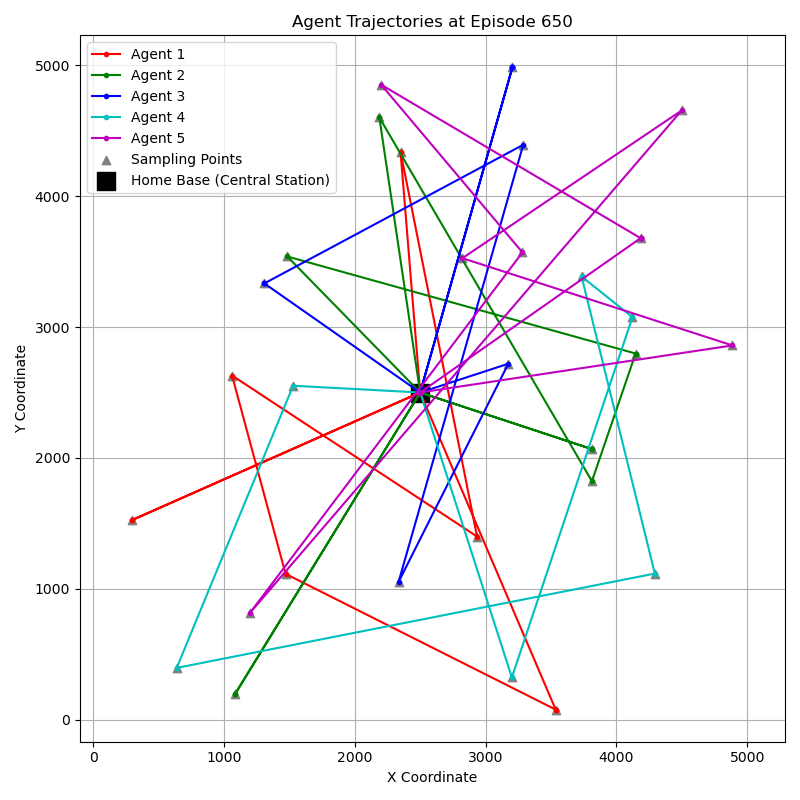 Agent Trajectories at Episode 650
Agent 1
Agent 2
Agent 3
Agent 4
Agent 5
Sampling Points
Home Base (Central Station)
Y Coordinate
5000
4000
3000
2000
1000
0
0 1000 2000 3000 4000 5000
X Coordinate